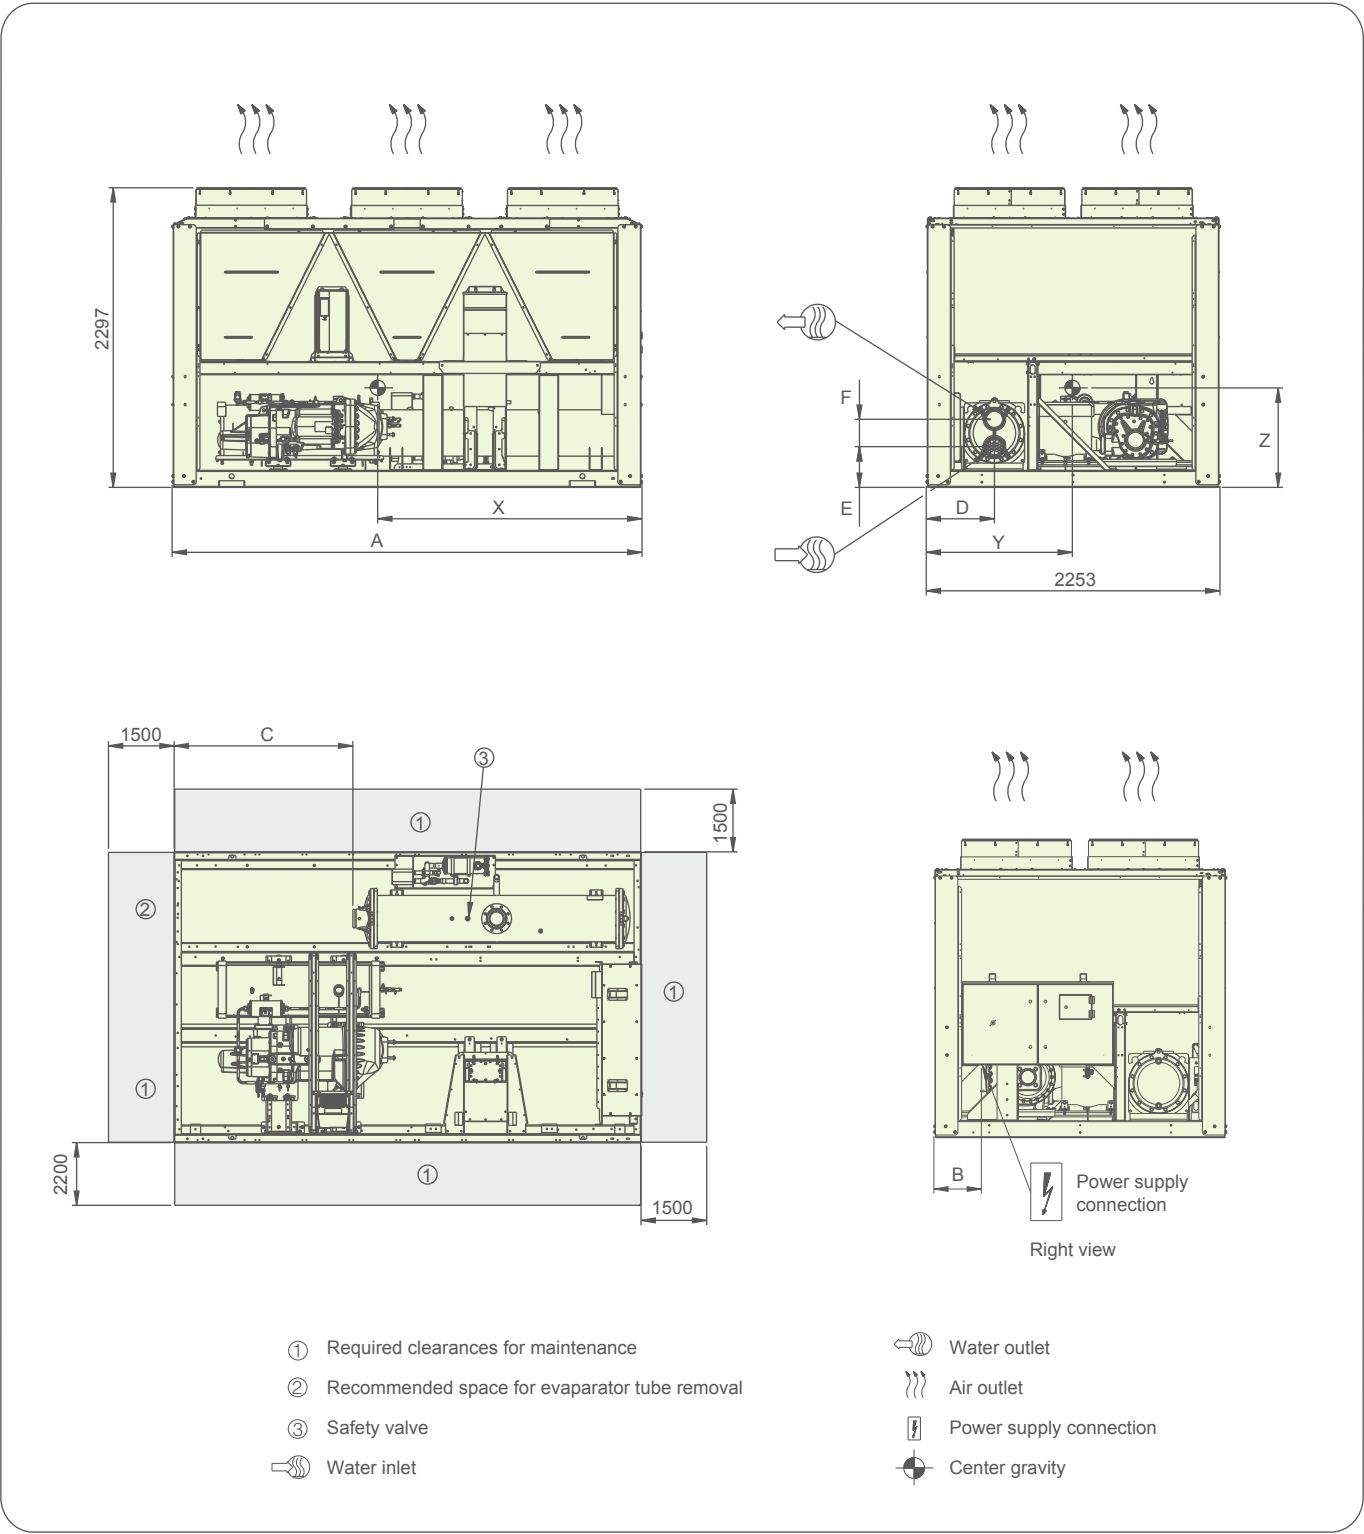 2297
X
A
F
E
D
Y
Z
2253
1500
C
③
1500
①
②
①
①
2200
①
1500
B
Power supply
connection
Right view
① Required clearances for maintenance
② Recommended space for evaparator tube removal
③ Safety valve
Water inlet
Water outlet
Air outlet
Power supply connection
Center gravity